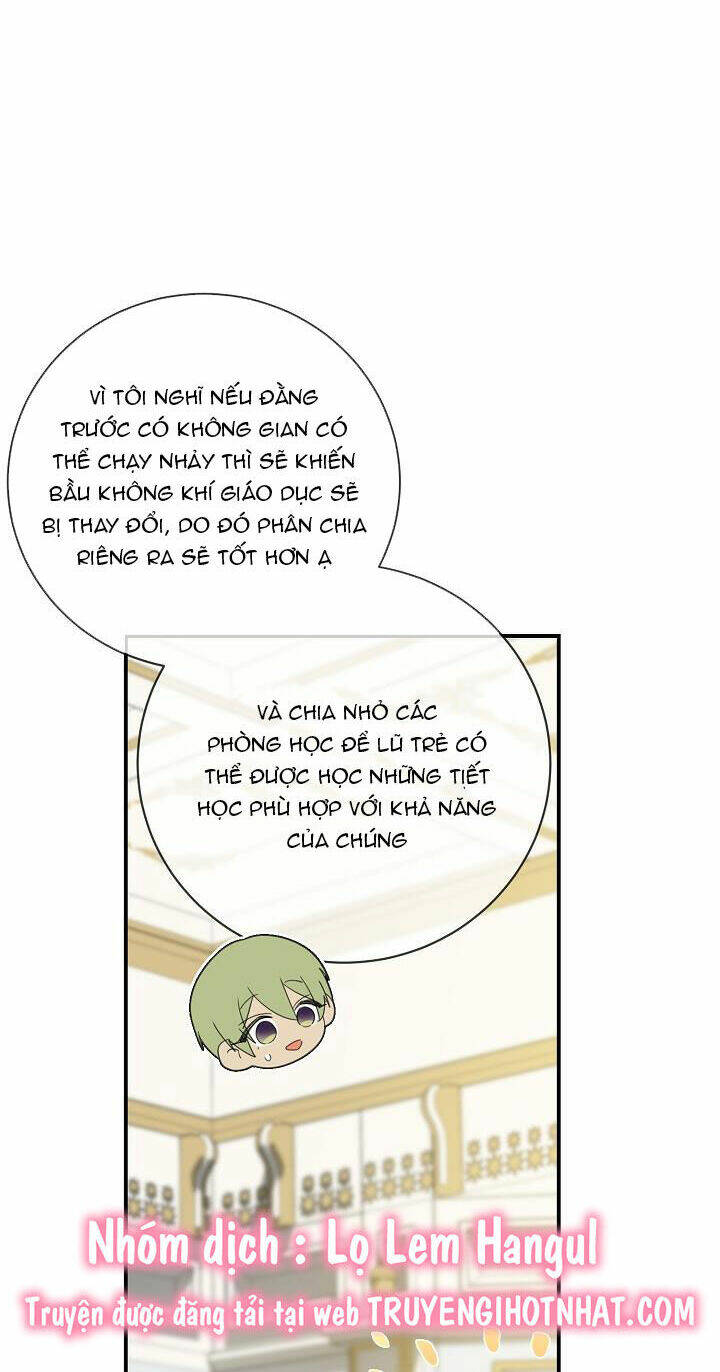 VÌ TÔI NGHĨ NẾU ĐẰNG
TRƯỚC CÓ KHÔNG GIAN CÓ
THỂ CHẠY NHẢY THÌ SẼ KHIẾN
BẦU KHÔNG KHÍ GIÁO DỤC SẼ
BỊ THAY ĐỔI, DO ĐÓ PHÂN CHIA
RIÊNG RA SẼ TỐT HƠN Ạ
VÀ CHIA NHỎ CÁC
PHÒNG HỌC ĐỂ LŨ TRẺ CÓ
THỂ ĐƯỢC HỌC NHỮNG TIẾT
HỌC PHÙ HỢP VỚI KHẢ NĂNG
CỦA CHÚNG
Nhóm dịch : Lọ Lem Hangul
Truyện được đăng tải tại web TRUYENGIHOTNHAT.COM